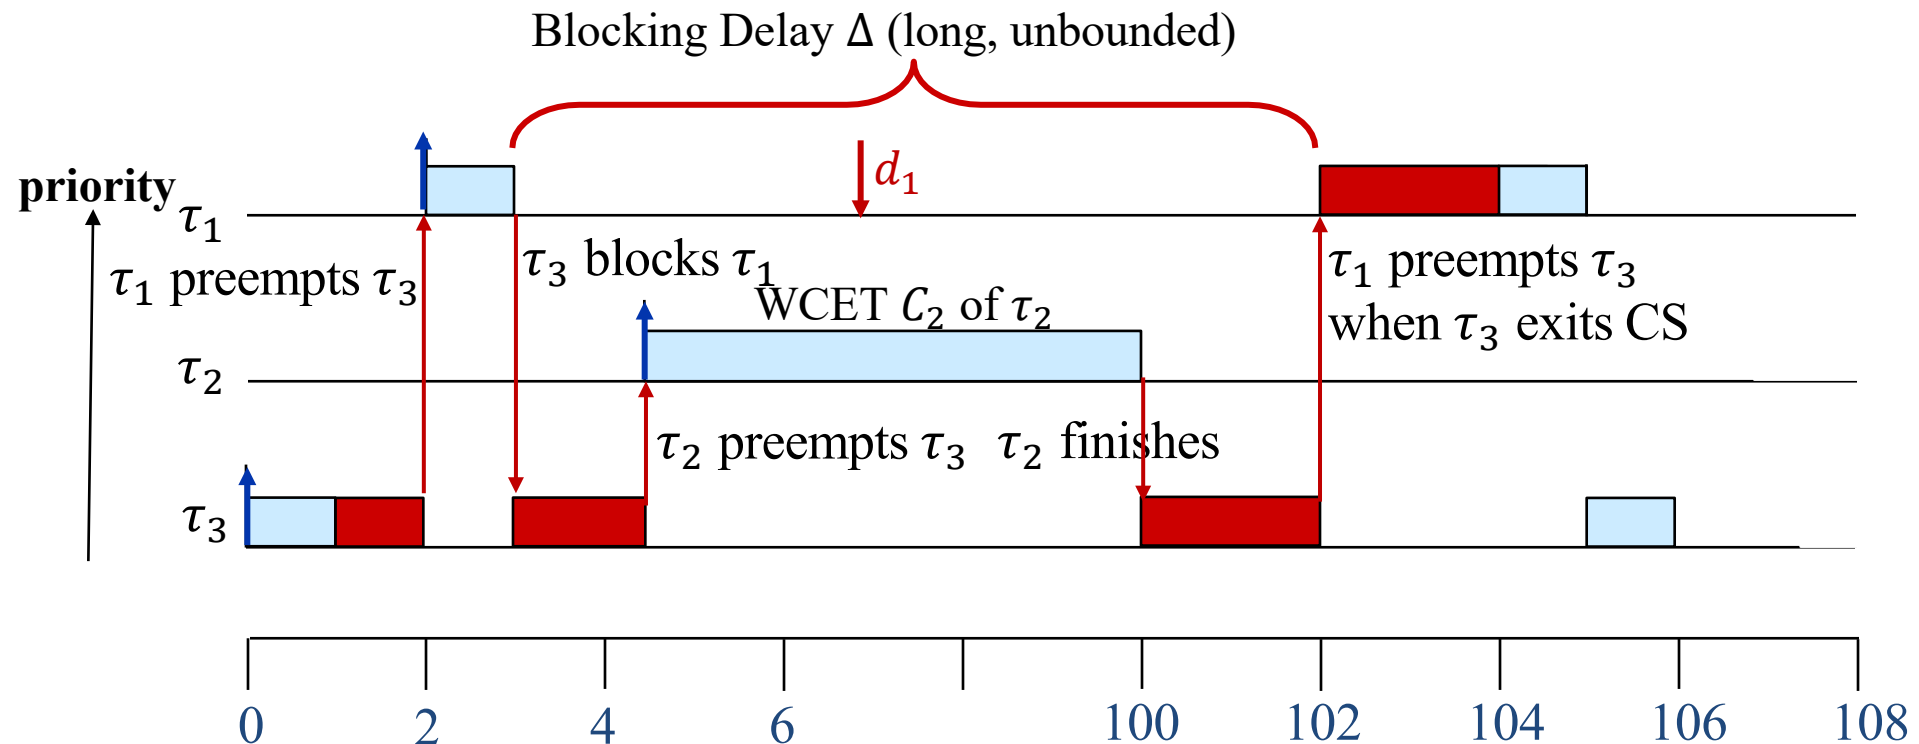 Blocking Delay Δ (long, unbounded)
d₁
priority
τ₁
τ₁ preempts τ₃
τ₃ blocks τ₁
τ₁ preempts τ₃
when τ₃ exits CS
WCET C₂ of τ₂
τ₂
τ₂ preempts τ₃
τ₂ finishes
τ₃
0 2 4 6 100 102 104 106 108